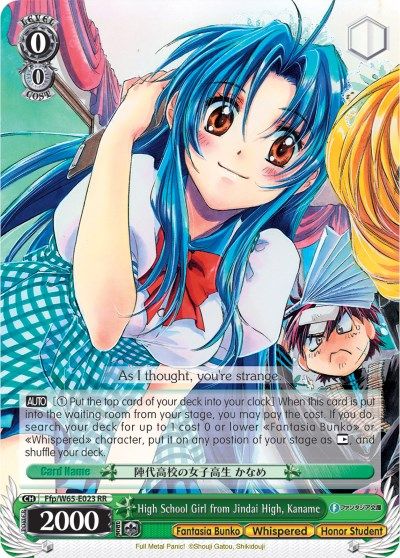 LEVEL
0
0
COST
As I thought, you're strange.
AUTO [① Put the top card of your deck into your clock] When this card is put
into the waiting room from your stage, you may pay the cost. If you do,
search your deck for up to 1 cost 0 or lower «Fantasia Bunko» or
«Whispered» character, put it on any position of your stage as , and
shuffle your deck.
Card Name
陣代高校の女子高生 かなめ
CH Ffp/W65-E023 RR
High School Girl from Jindai High, Kaname
ファンタジア文庫
POWER
2000
SOUL
Fantasia Bunko
Whispered
Honor Student
Full Metal Panic! ©Shouji Gatou, Shikidouji